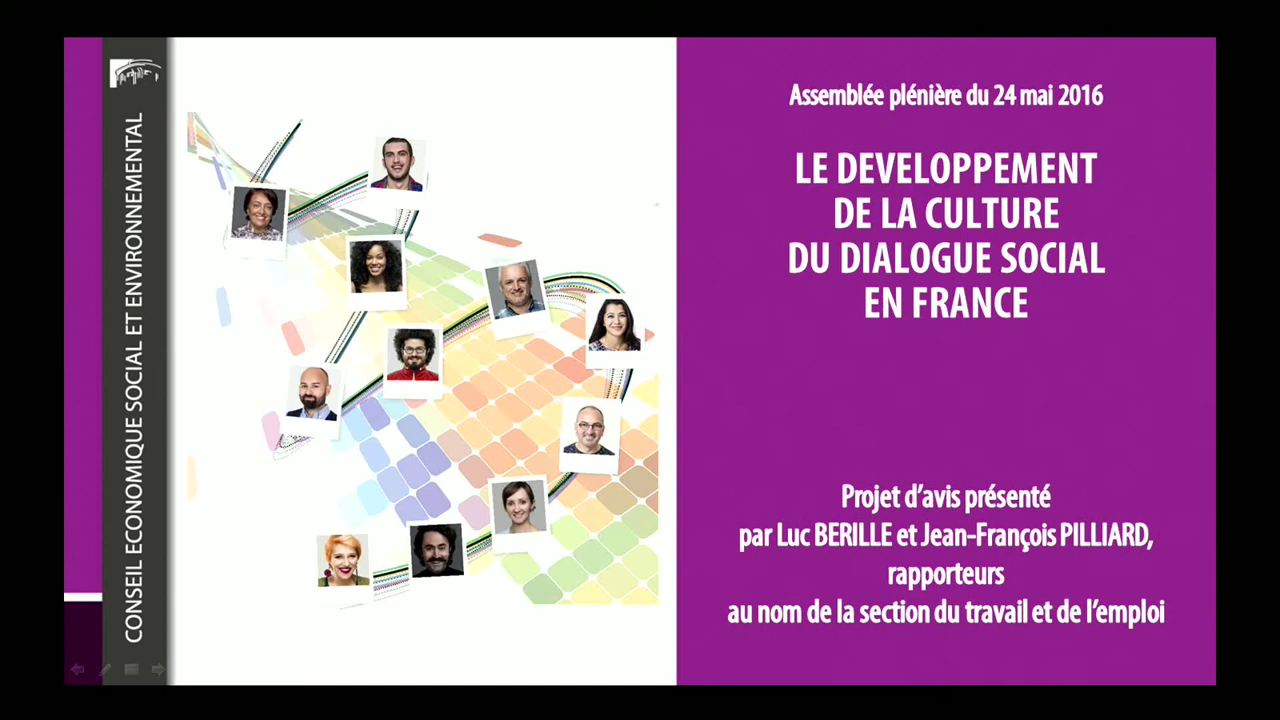 CONSEIL ECONOMIQUE SOCIAL ET ENVIRONNEMENTAL
Assemblée plénière du 24 mai 2016
LE DEVELOPPEMENT
DE LA CULTURE
DU DIALOGUE SOCIAL
EN FRANCE
Projet d’avis présenté
par Luc BERILLE et Jean-François PILLIARD,
rapporteurs
au nom de la section du travail et de l’emploi